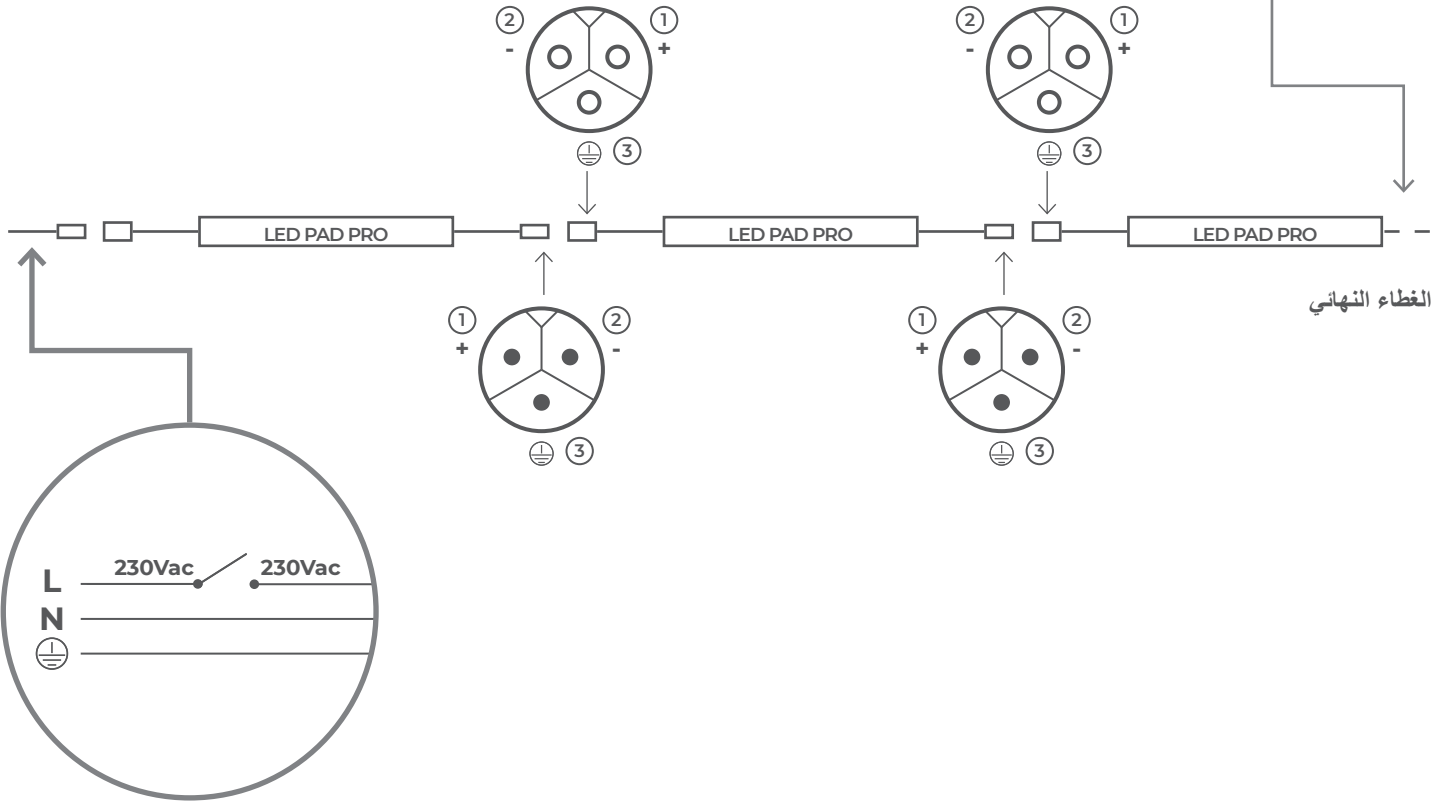 ② ① ② ①
- + - +
③ ③
LED PAD PRO LED PAD PRO LED PAD PRO
الغطاء النهائي
① ② ① ②
+ - + -
③ ③
230Vac 230Vac
L
N